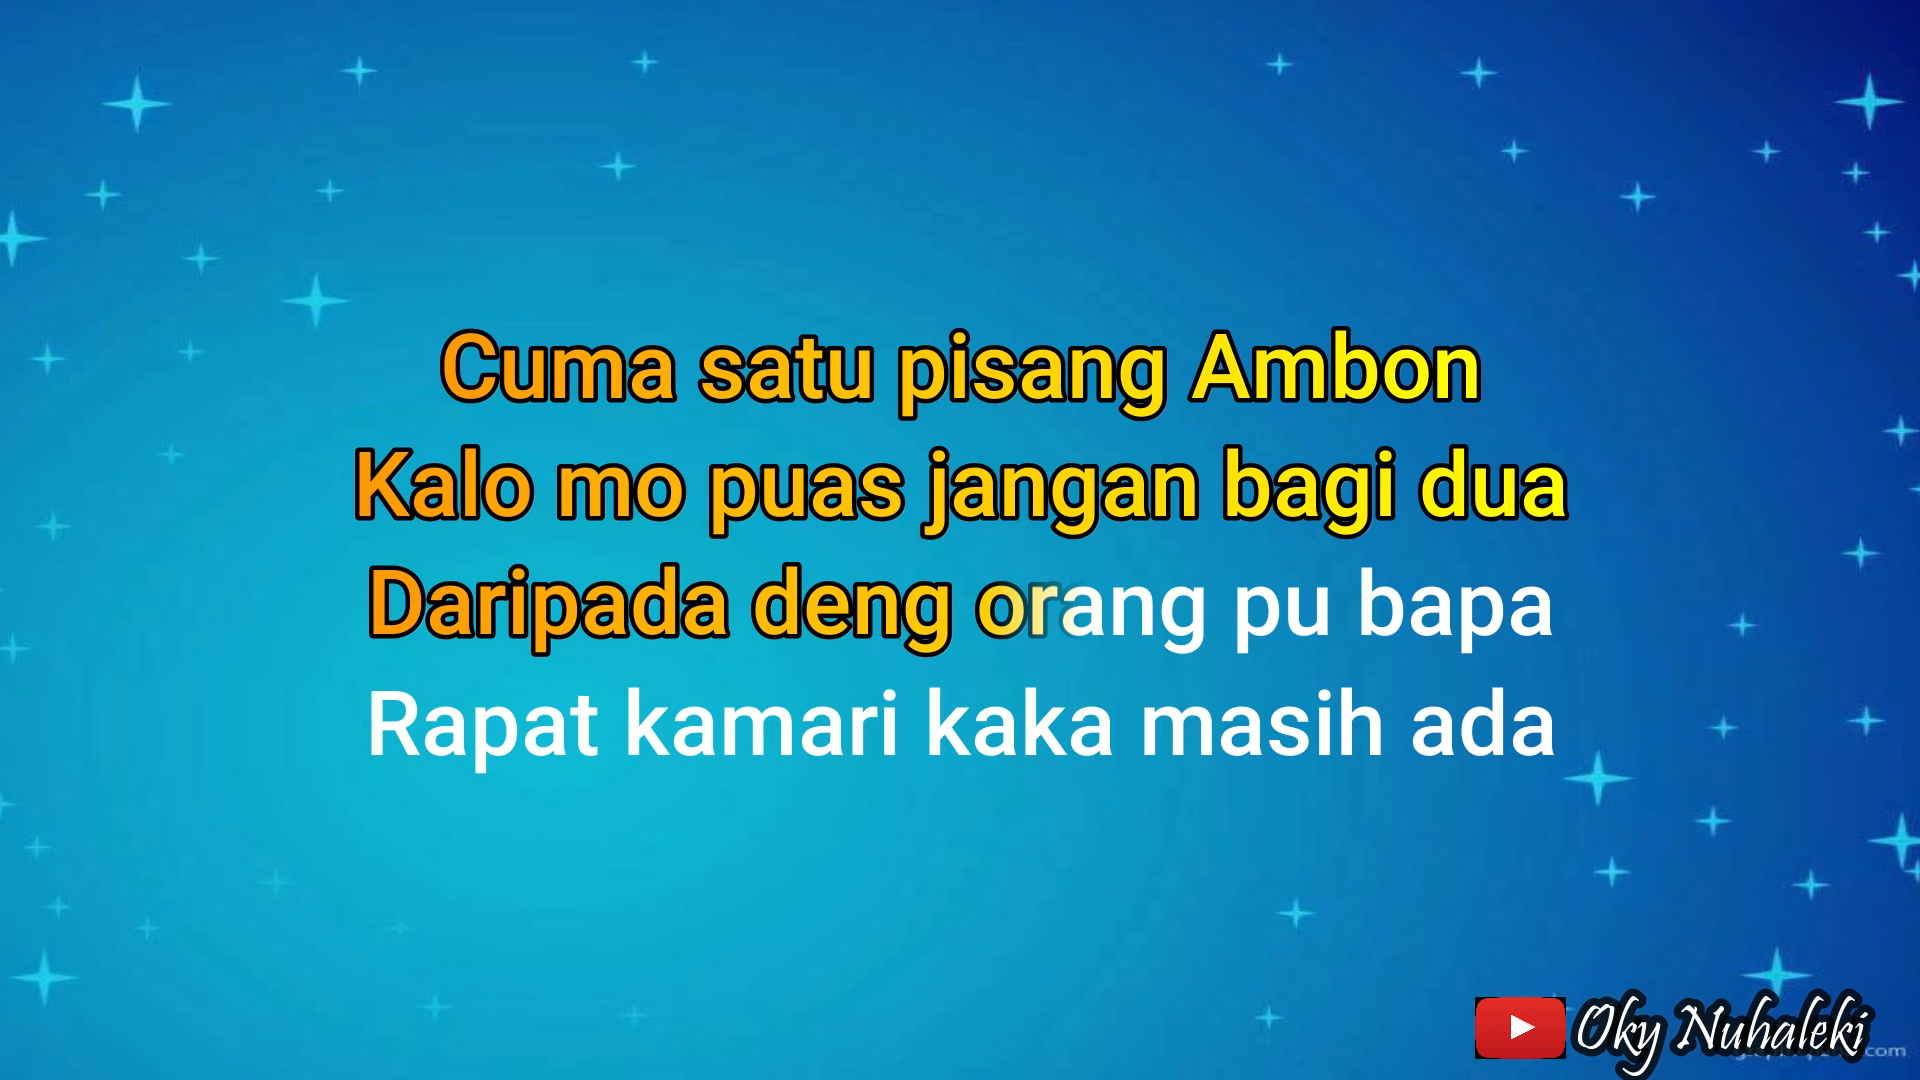 Cuma satu pisang Ambon
Kalo mo puas jangan bagi dua
Daripada deng orang pu bapa
Rapat kamari kaka masih ada
Oky Nuhaleki
.com